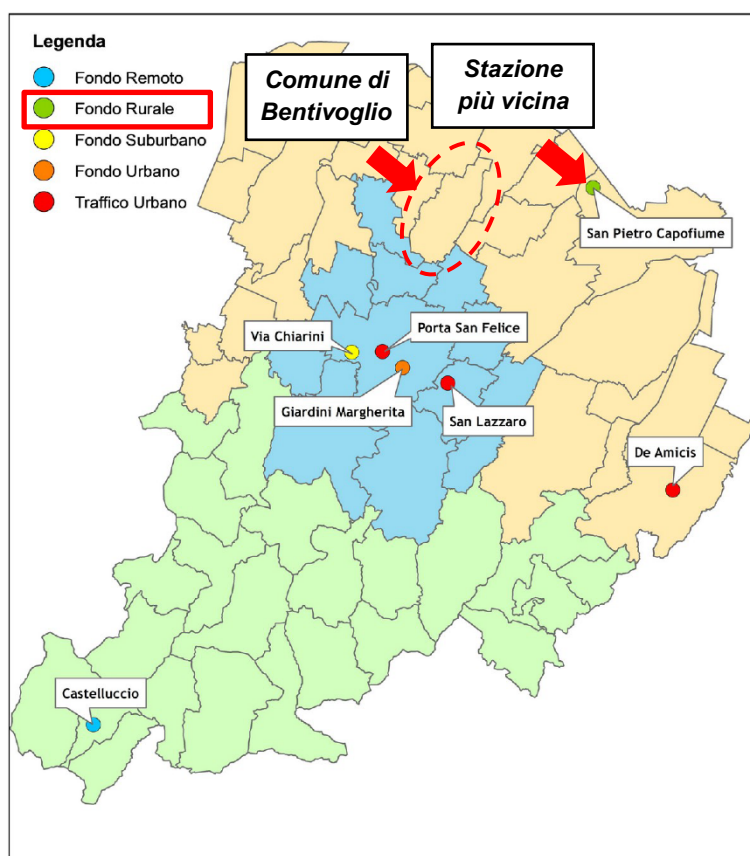 Legenda
Fondo Remoto
Fondo Rurale
Fondo Suburbano
Fondo Urbano
Traffico Urbano
Comune di
Bentivoglio
Stazione
più vicina
San Pietro Capofiume
Via Chiarini
Porta San Felice
Giardini Margherita
San Lazzaro
De Amicis
Castelluccio